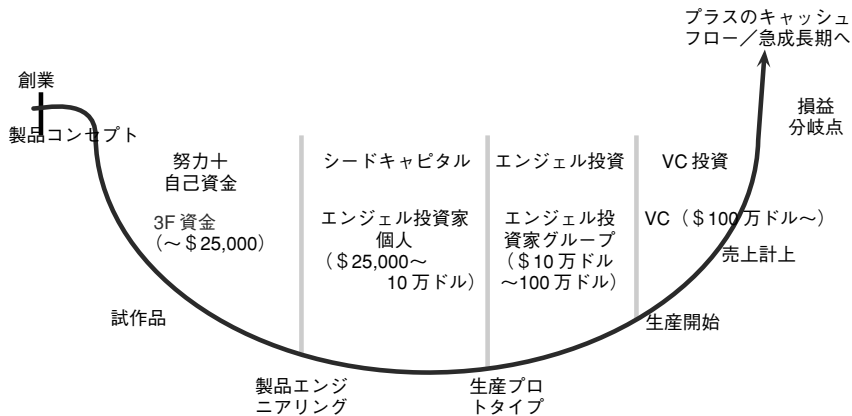 プラスのキャッシュ
フロー／急成長期へ
創業
製品コンセプト
損益
分岐点
努力＋
自己資金
シードキャピタル
エンジェル投資
VC 投資
3F 資金
（～＄25,000）
エンジェル投資家
個人
（＄25,000～
10 万ドル）
エンジェル投
資家グループ
（＄10 万ドル
～100 万ドル）
VC（＄100 万ドル～）
売上計上
試作品
生産開始
製品エンジ
ニアリング
生産プロ
トタイプ